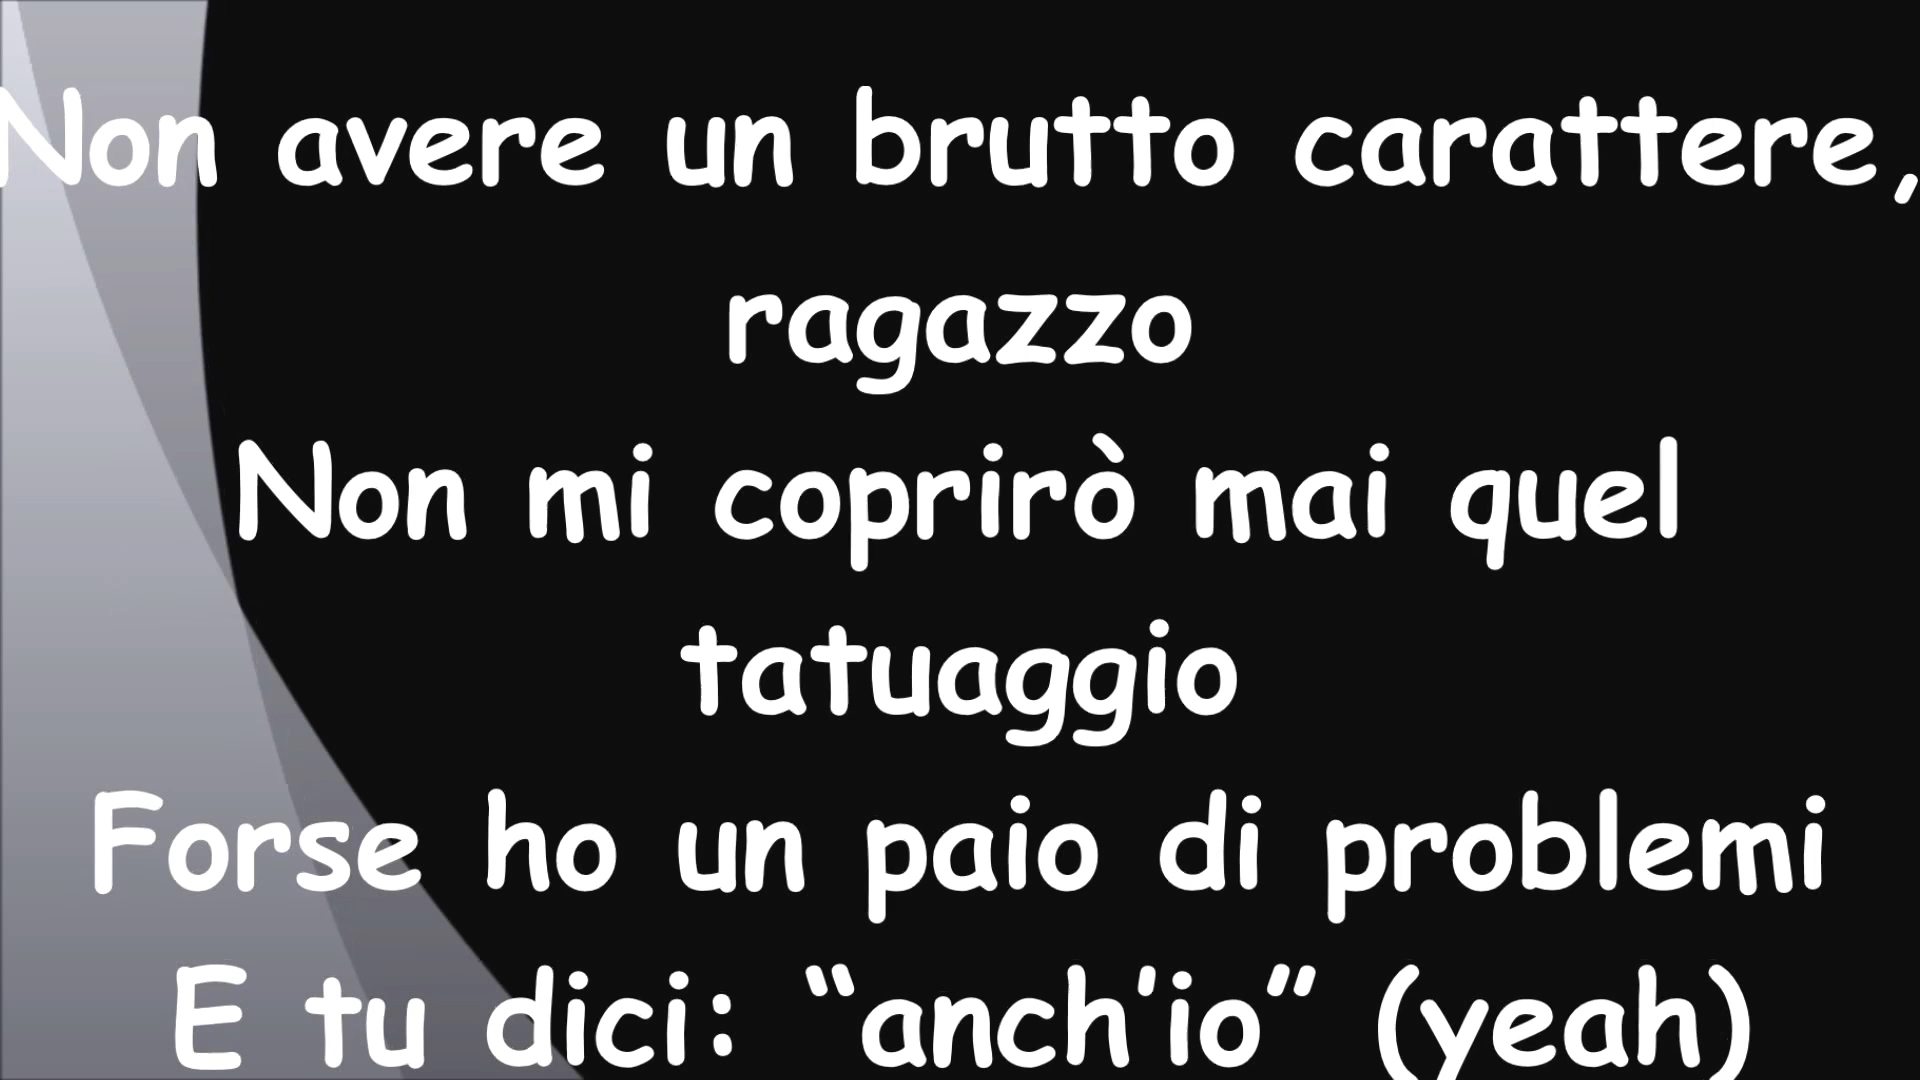 Non avere un brutto carattere,
ragazzo
Non mi coprirò mai quel
tatuaggio
Forse ho un paio di problemi
E tu dici: “anch'io” (yeah)